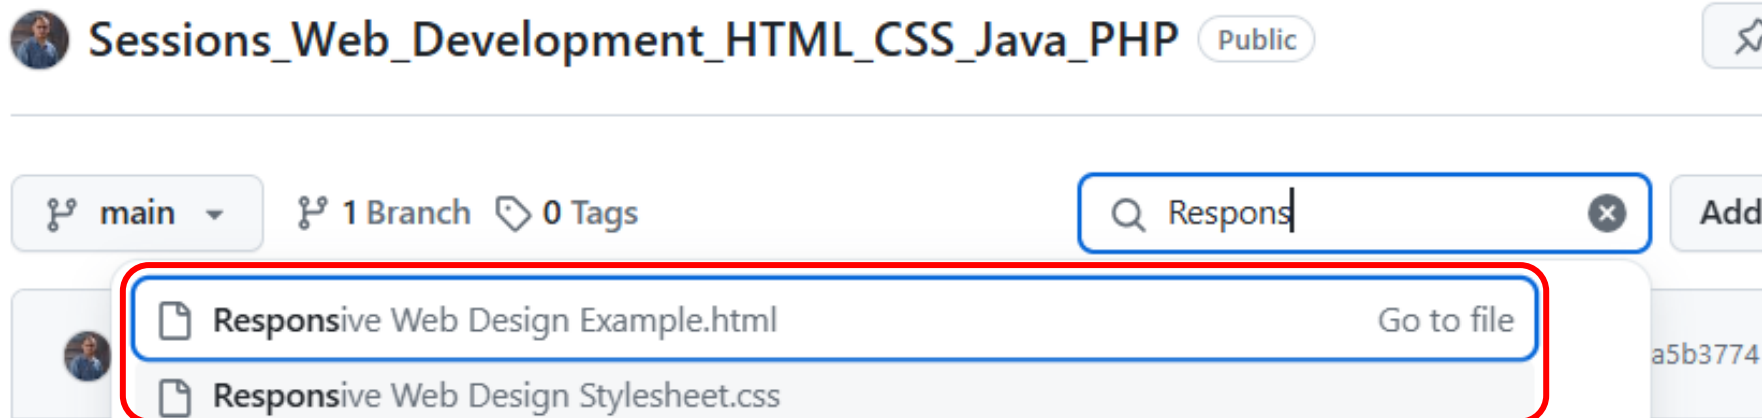 Sessions_Web_Development_HTML_CSS_Java_PHP Public
main 1 Branch 0 Tags Respons Add
Responsive Web Design Example.html Go to file
a5b3774
Responsive Web Design Stylesheet.css